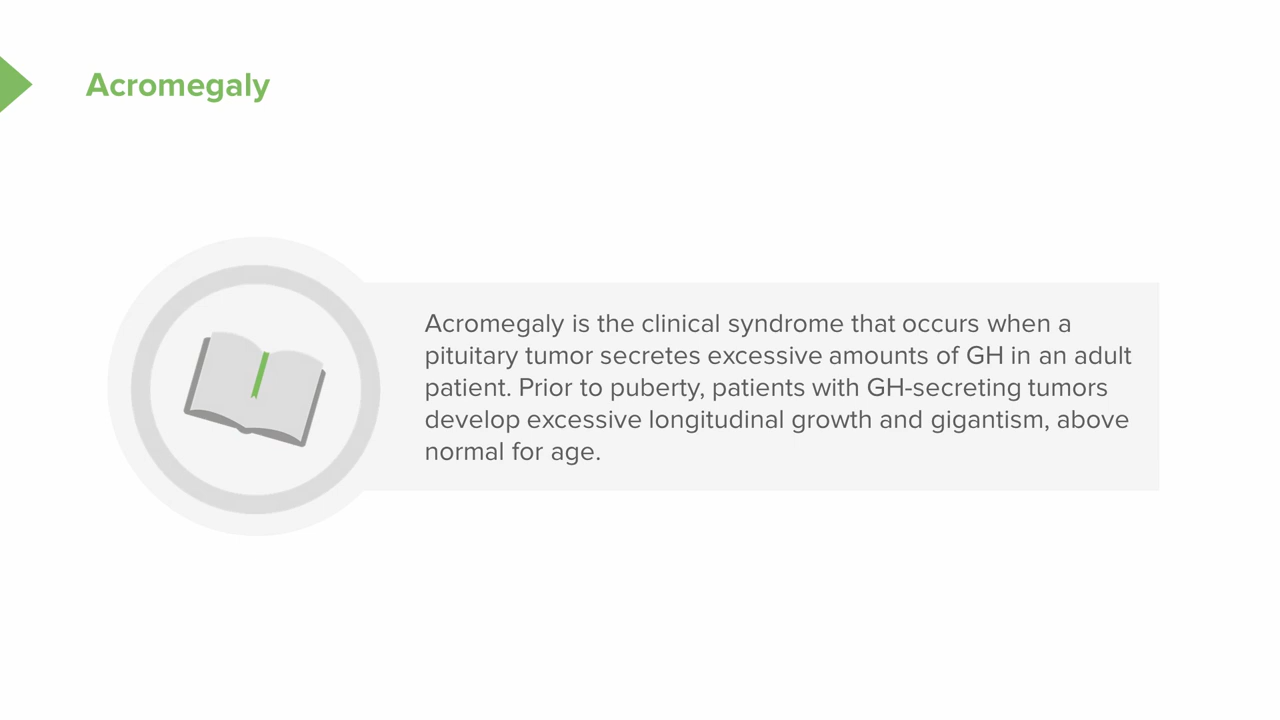 Acromegaly
Acromegaly is the clinical syndrome that occurs when a
pituitary tumor secretes excessive amounts of GH in an adult
patient. Prior to puberty, patients with GH-secreting tumors
develop excessive longitudinal growth and gigantism, above
normal for age.